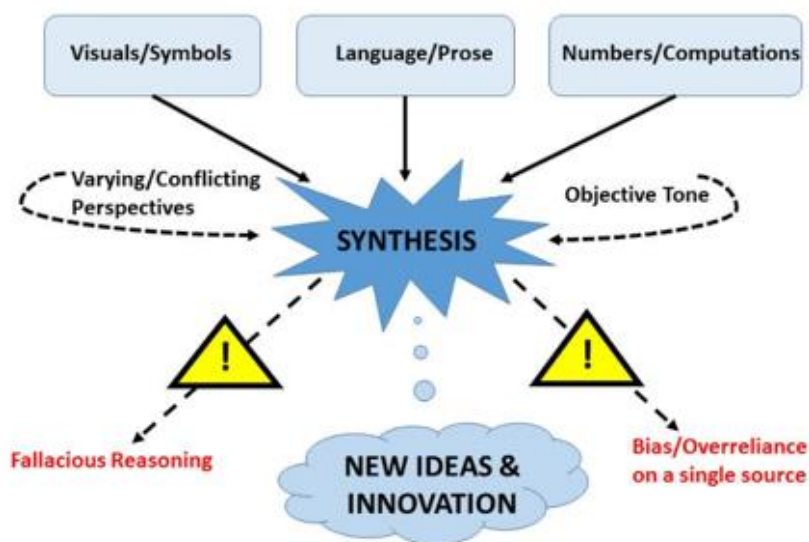 Visuals/Symbols
Language/Prose
Numbers/Computations
Varying/Conflicting
Perspectives
Objective Tone
SYNTHESIS
!
!
Fallacious Reasoning
Bias/Overreliance
on a single source
NEW IDEAS &
INNOVATION